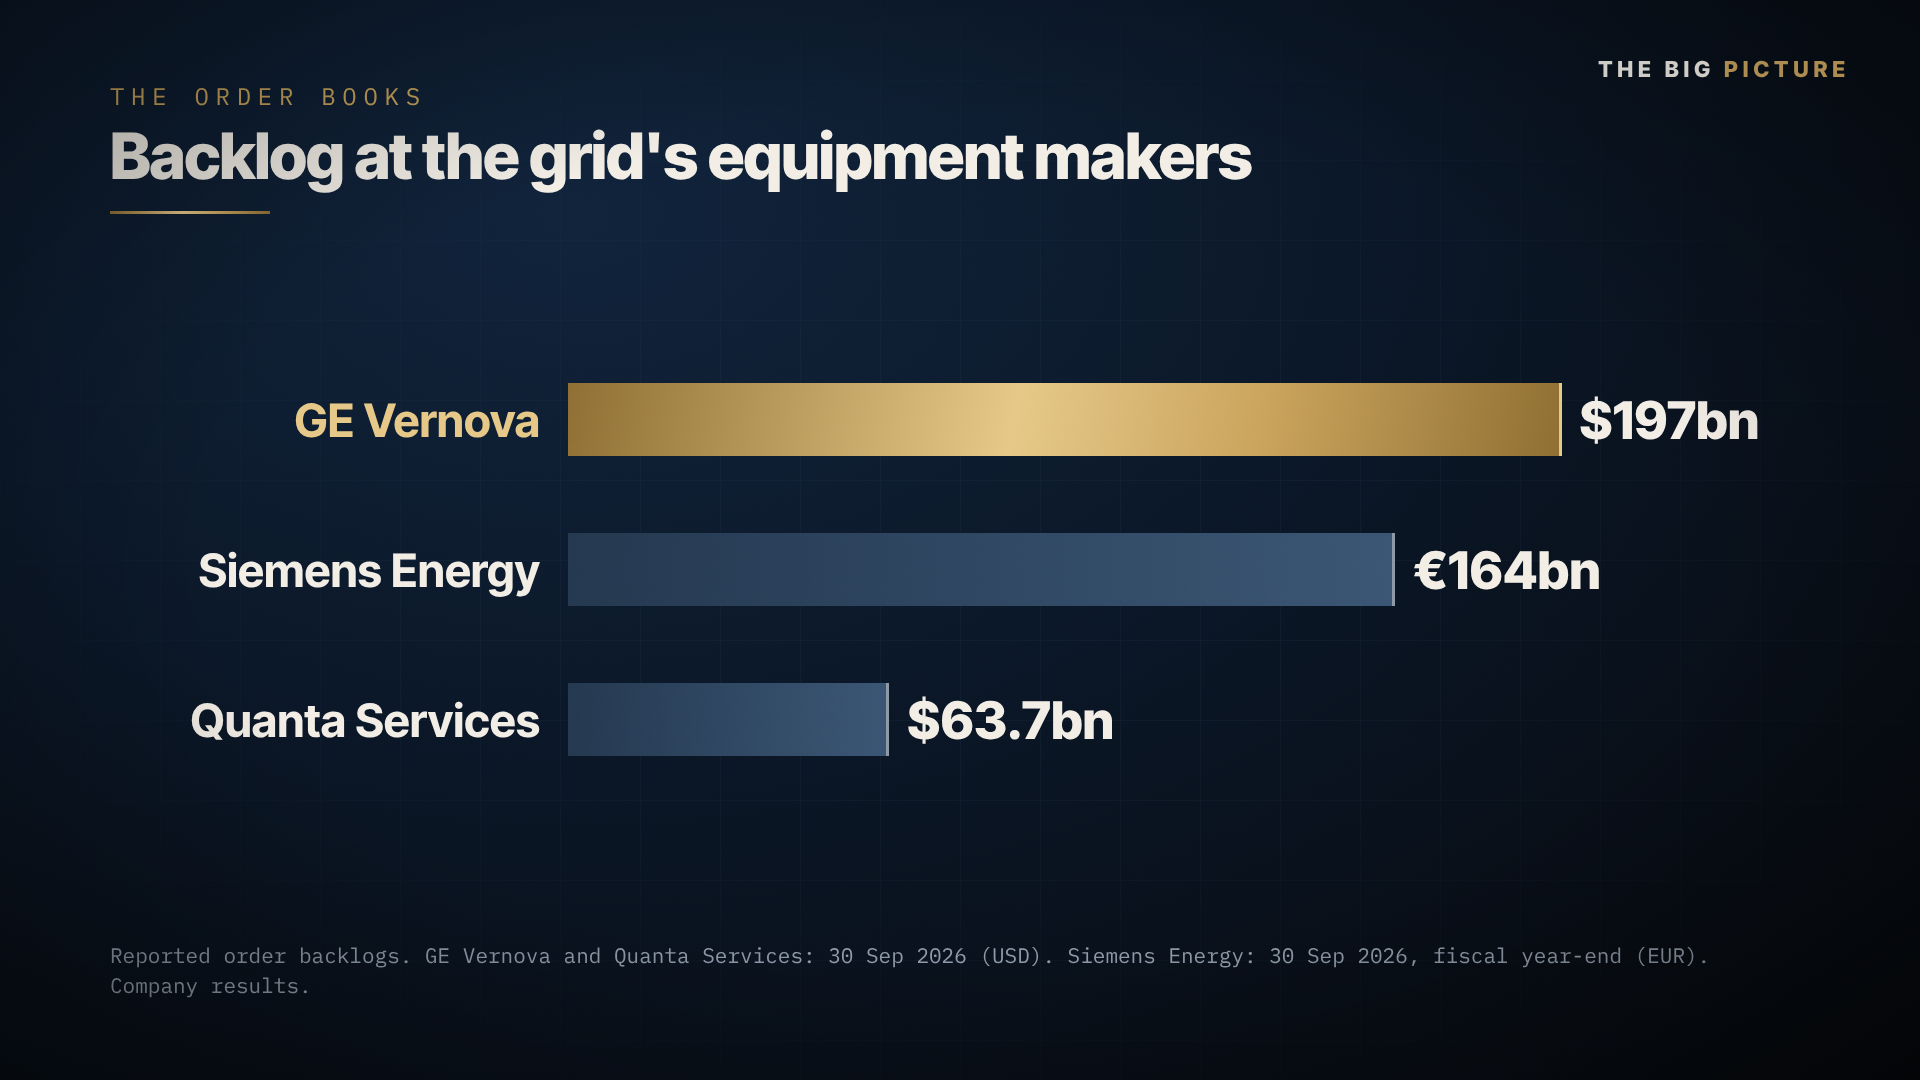 THE BIG PICTURE
THE ORDER BOOKS
Backlog at the grid's equipment makers
GE Vernova $197bn
Siemens Energy €164bn
Quanta Services $63.7bn
Reported order backlogs. GE Vernova and Quanta Services: 30 Sep 2026 (USD). Siemens Energy: 30 Sep 2026, fiscal year-end (EUR).
Company results.